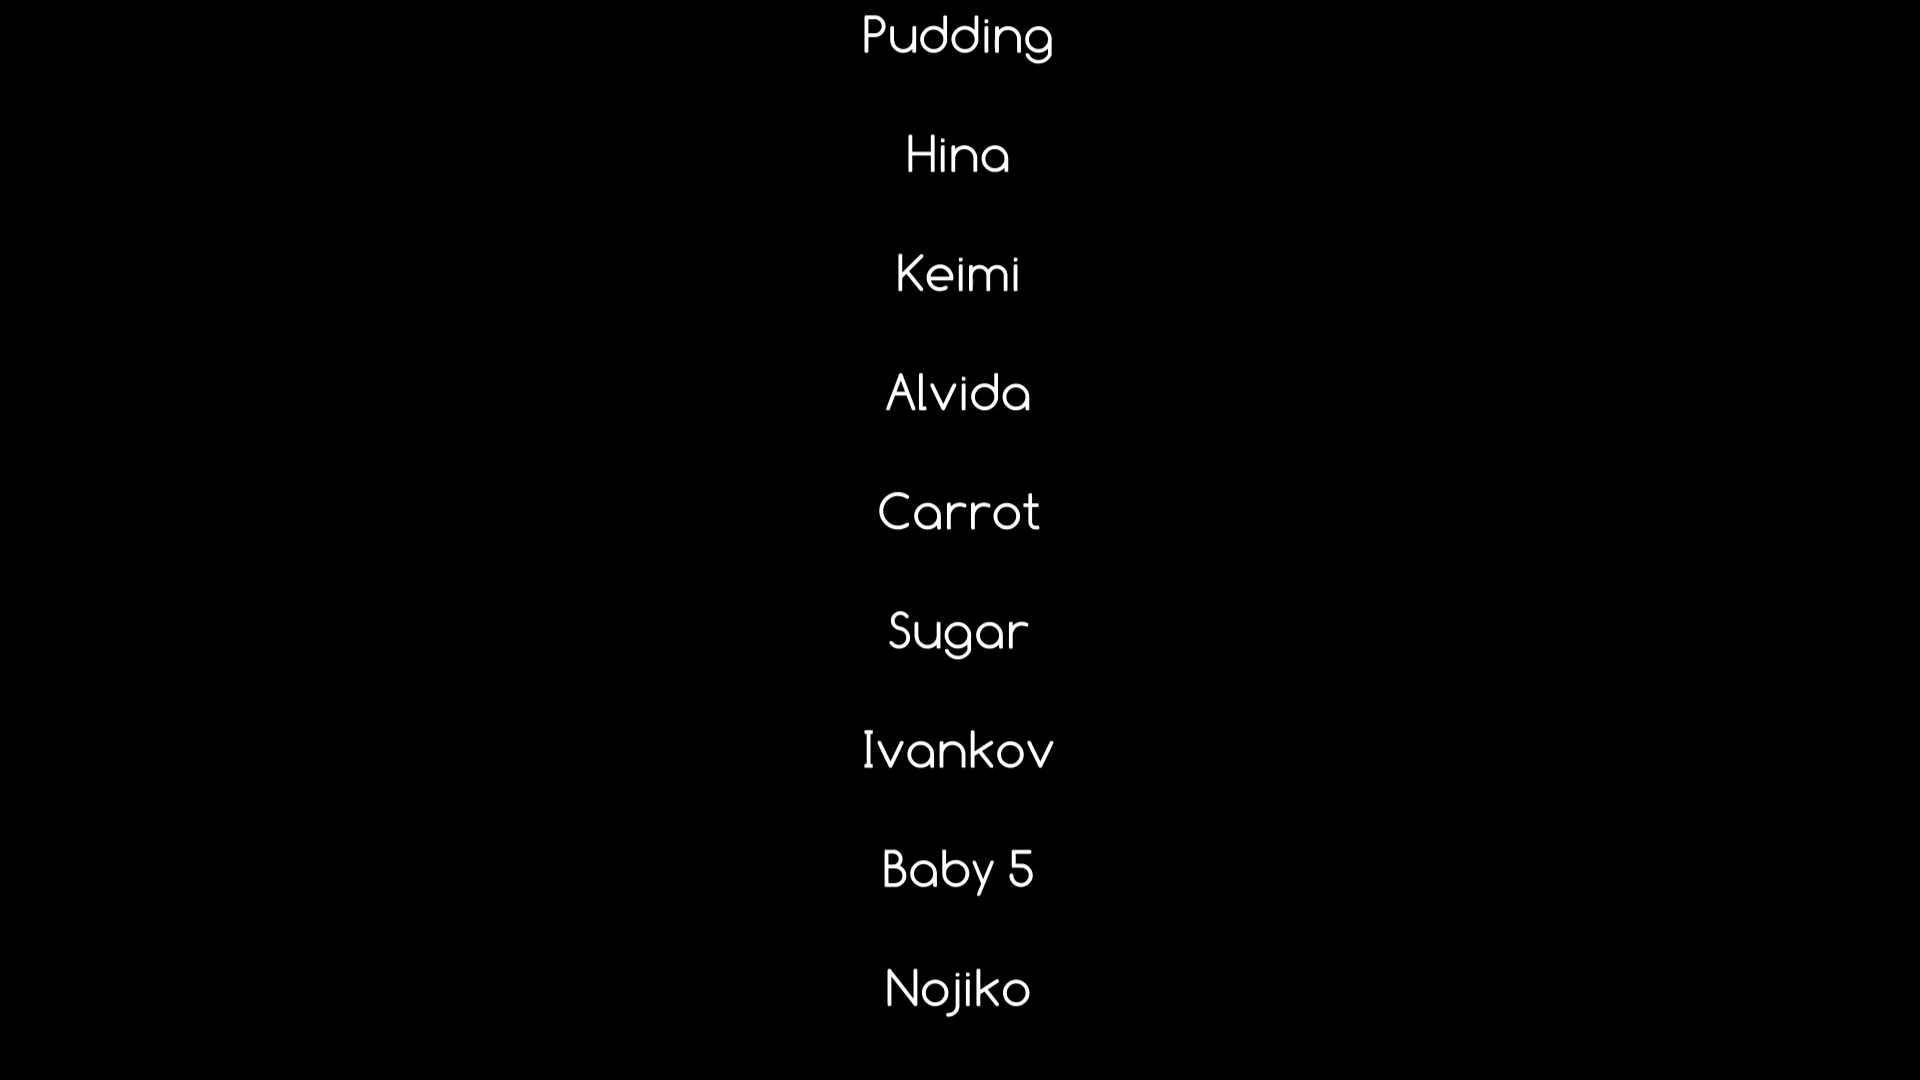 Pudding
Hina
Keimi
Alvida
Carrot
Sugar
Ivankov
Baby 5
Nojiko